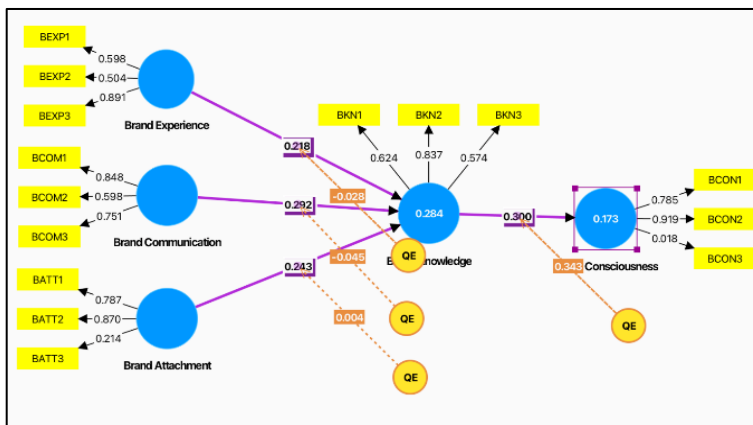 BEXP1
0.598
BEXP2
0.504
BEXP3
0.891
Brand Experience
BCOM1
0.848
BCOM2
0.598
BCOM3
0.751
Brand Communication
BATT1
0.787
BATT2
0.870
BATT3
0.214
Brand Attachment
0.218
0.292
0.243
-0.028
-0.045
0.004
QE
QE
QE
BKN1
BKN2
BKN3
0.624
0.837
0.574
0.284
0.300
0.343
QE
0.173
Consciousness
BCON1
0.785
BCON2
0.919
BCON3
0.018